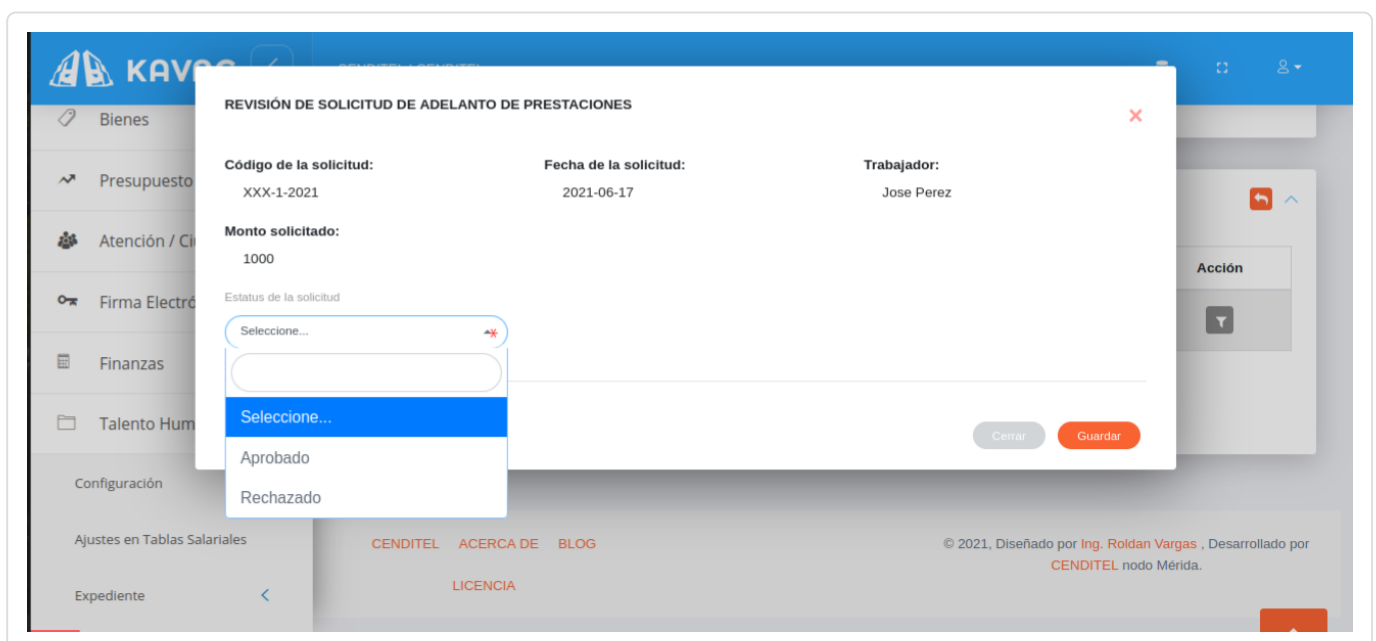 KAVAC
REVISIÓN DE SOLICITUD DE ADELANTO DE PRESTACIONES
Código de la solicitud:
XXX-1-2021
Fecha de la solicitud:
2021-06-17
Trabajador:
Jose Perez
Monto solicitado:
1000
Estatus de la solicitud
Seleccione...
Seleccione...
Aprobado
Rechazado
Cerrar
Guardar
Bienes
Presupuesto
Atención / Ci
Firma Electró
Finanzas
Talento Hum
Configuración
Ajustes en Tablas Salariales
Expediente
Acción
CENDITEL ACERCA DE BLOG
LICENCIA
© 2021, Diseñado por Ing. Roldan Vargas , Desarrollado por
CENDITEL nodo Mérida.